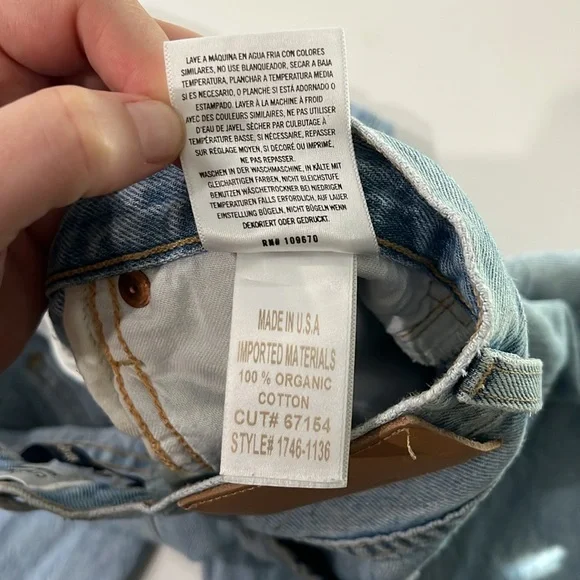 LAVE A MÁQUINA EN AGUA FRIA CON COLORES
SIMILARES, NO USE BLANQUEADOR, SECAR A BAJA
TEMPERATURA, PLANCHAR A TEMPERATURA MEDIA
SI ES NECESARIO, O PLANCHÉ SI ESTÁ ADORNADO O
ESTAMPADO. LAVER À LA MACHINE À FROID
AVEC DES COULEURS SIMILAIRES, NE PAS UTILISER
D'EAU DE JAVEL, SÉCHER PAR CULBUTAGE À
TEMPÉRATURE BASSE, SI NÉCESSAIRE, REPASSER
SUR RÉGLAGE MOYEN, SI DÉCORÉ OU IMPRIMÉ,
NE PAS REPASSER.
WASCHEN IN DER WASCHMASCHINE, IN KÄLTE MIT
GLEICHARTIGEN FARBEN, NICHT BLEICHSTUFE
BENUTZEN WÄSCHETROCKNER BEI NIEDRIGEN
TEMPERATUREN FALLS ERFORDLICH, AUF LAUER
EINSTELLUNG BÜGELN, NICHT BÜGELN WENN
DEKORIERT ODER GEDRUCKT.
RN# 109670
MADE IN U.S.A
IMPORTED MATERIALS
100 % ORGANIC
COTTON
CUT# 67154
STYLE# 1746-1136